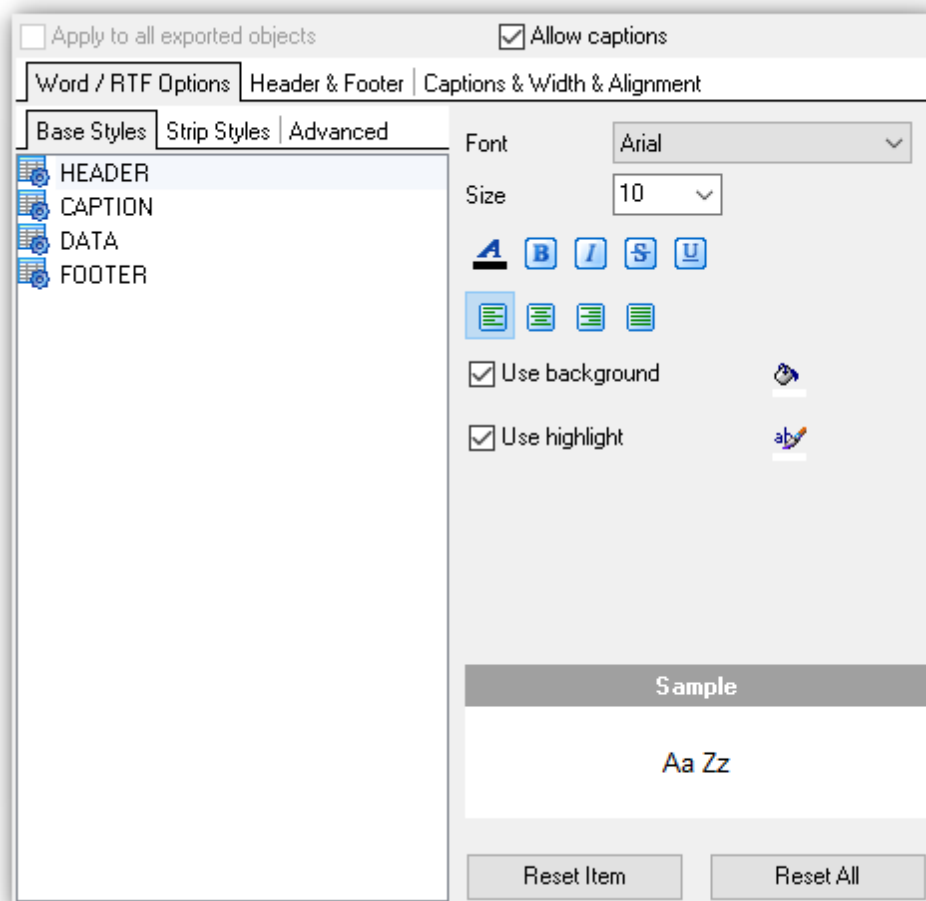 Apply to all exported objects Allow captions
Word / RTF Options Header & Footer Captions & Width & Alignment
Base Styles Strip Styles Advanced
HEADER
CAPTION
DATA
FOOTER
Font Arial
Size 10
A B I S U
Use background
Use highlight ab
Sample
Aa Zz
Reset Item Reset All